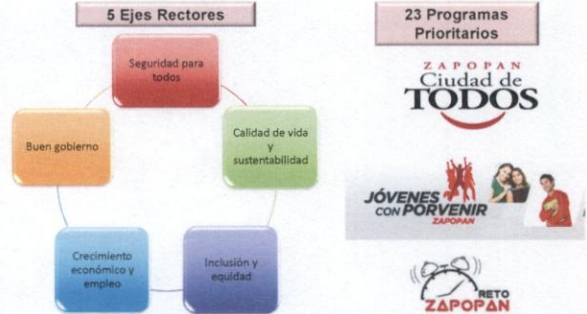 5 Ejes Rectores
Seguridad para
todos
Calidad de vida
y
sustentabilidad
Inclusión y
equidad
Crecimiento
económico y
empleo
Buen gobierno
23 Programas
Prioritarios
ZAPOPAN
Ciudad de
TODOS
JÓVENES
CON PORVENIR
ZAPOPAN
RETO
ZAPOPAN